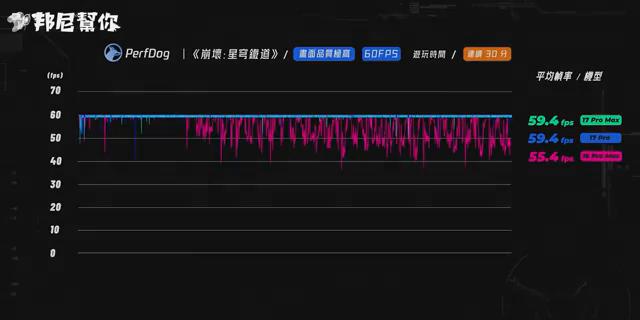 邦尼幫你
PerfDog | 《崩壞:星穹鐵道》/ 畫面品質極高 60FPS 遊玩時間 / 連續 30 分
(fps)
平均幀率 / 機型
70
60
50
40
30
20
10
0
59.4 fps 17 Pro Max
59.4 fps 17 Pro
55.4 fps 16 Pro Max